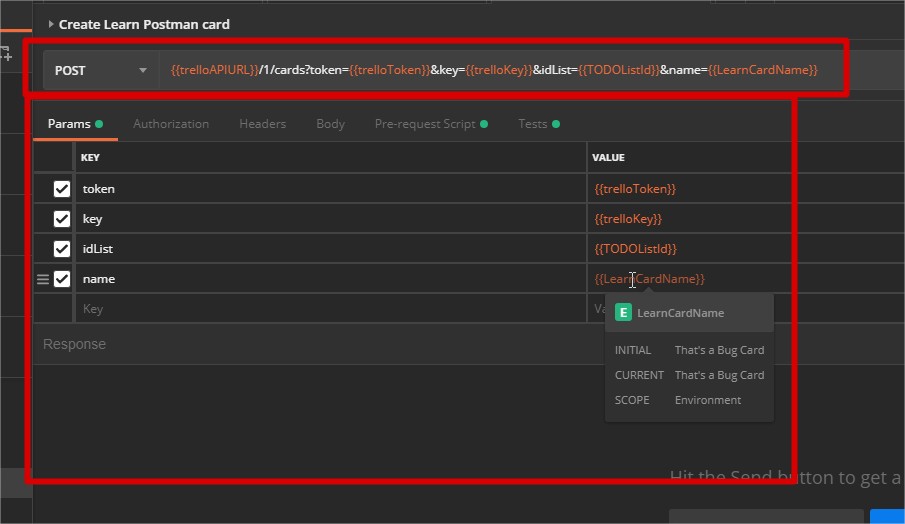 Create Learn Postman card
POST {{trelloAPIURL}}/1/cards?token={{trelloToken}}&key={{trelloKey}}&idList={{TODOListId}}&name={{LearnCardName}}
Params Authorization Headers Body Pre-request Script Tests
KEY VALUE
token {{trelloToken}}
key {{trelloKey}}
idList {{TODOListId}}
name {{LearnCardName}}
Key
E LearnCardName
Response
INITIAL That's a Bug Card
CURRENT That's a Bug Card
SCOPE Environment
Hit the Send button to get a